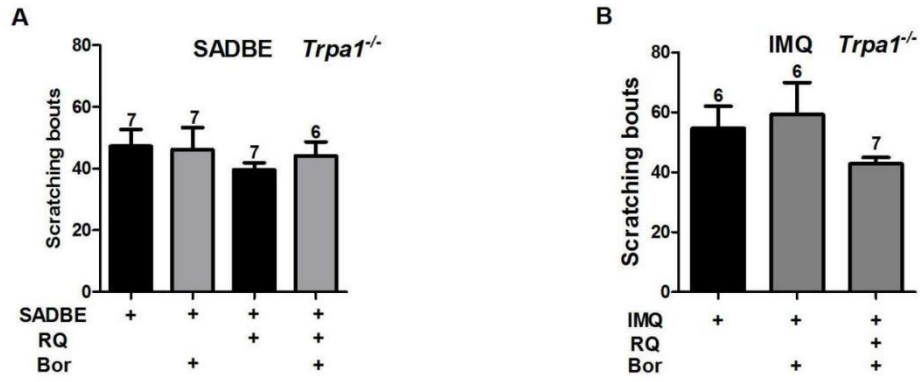 A
SADBE Trpa1-/-
Scratching bouts
80
60
40
20
0
7
7
7
6
SADBE + + + +
RQ + +
Bor + +
B
IMQ Trpa1-/-
Scratching bouts
80
60
40
20
0
6
6
7
IMQ + + +
RQ +
Bor + +